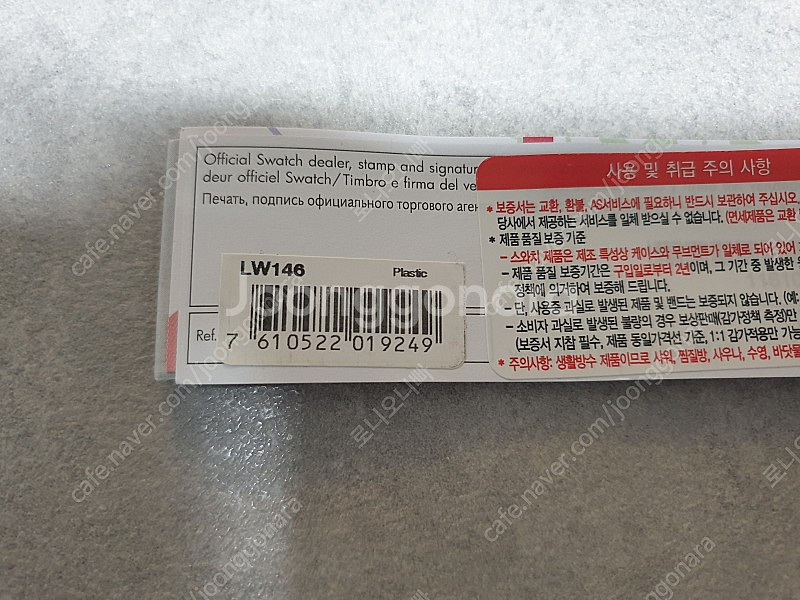 Official Swatch dealer, stamp and signatur
deur officiel Swatch/Timbro e firma del ve
Печать, подпись официального торгового аген
LW146 Plastic
Ref. 7 610522 019249
사용 및 취급 주의 사항
* 보증서는 교환, 환불, AS서비스에 필요하니 반드시 보관하여 주십시오,
당사에서 제공하는 서비스를 일체 받으실 수 없습니다. (면세제품은 교환
* 제품 품질 보증 기준
- 스와치 제품은 제조 특성상 케이스와 무브먼트가 일체로 되어 있어
- 제품 품질 보증기간은 구입일로부터 2년이며, 그 기간 중 발생한
정책에 의거하여 보증해 드립니다.
- 단, 사용중 과실로 발생된 제품 및 밴드는 보증되지 않습니다. (예:
- 소비자 과실로 발생된 불량의 경우 보상판매(감가정책 측정)만
(보증서 지참 필수, 제품 동일가격선 기준, 1:1 감가적용만 가능
* 주의사항: 생활방수 제품이므로 샤워, 찜질방, 사우나, 수영, 바닷물
Joonggonara
cafe.naver.com/joonggonara
로니오니페